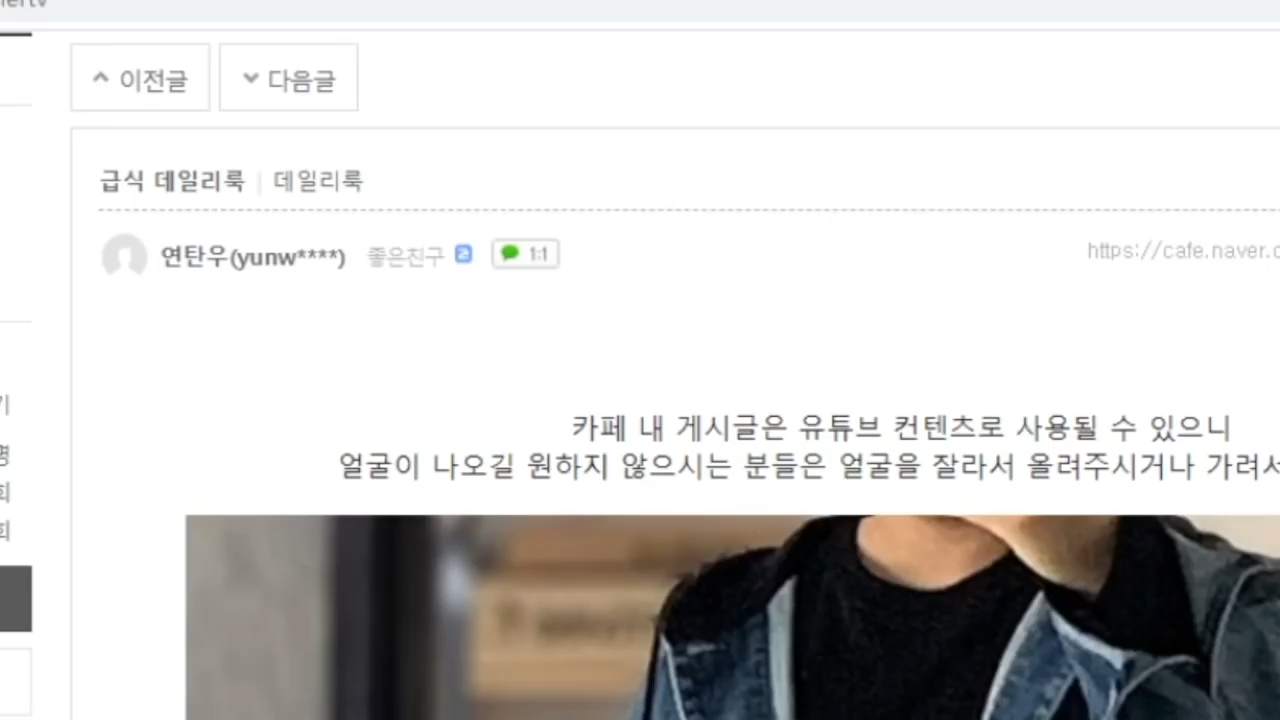 이전글
다음글
급식 데일리룩 | 데일리룩
연탄우(yunw****) 좋은친구 1:1
https://cafe.naver.c
카페 내 게시글은 유튜브 컨텐츠로 사용될 수 있으니
얼굴이 나오길 원하지 않으시는 분들은 얼굴을 잘라서 올려주시거나 가려서
기
명
회
회